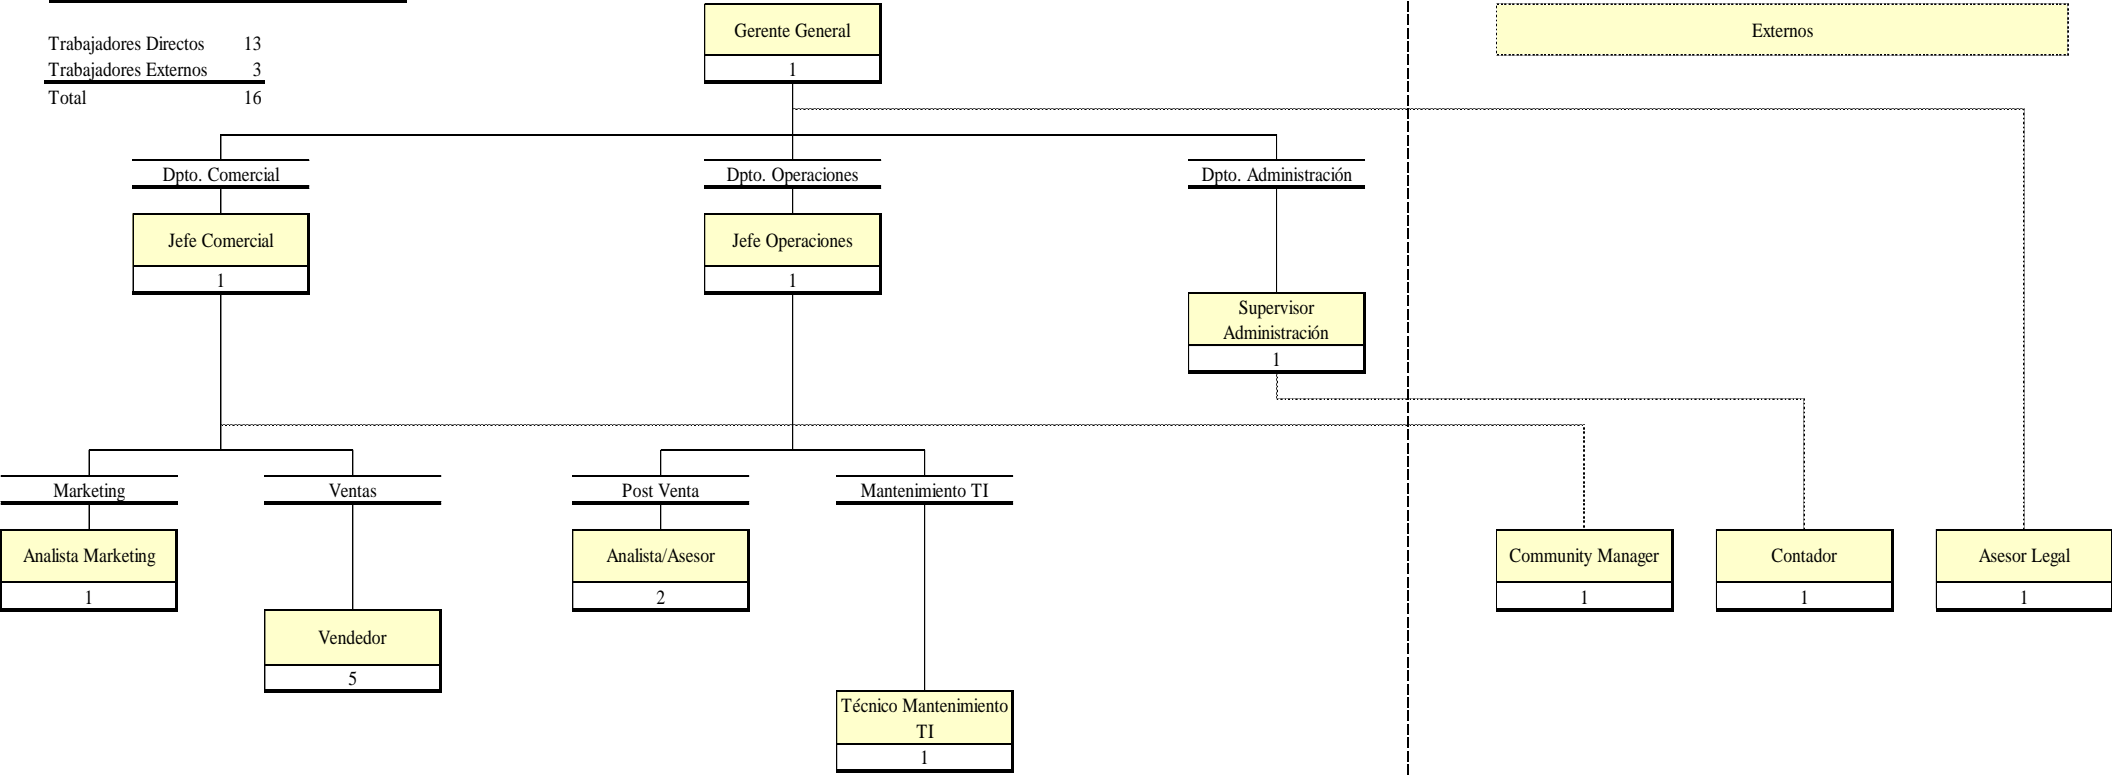 Trabajadores Directos 13
Trabajadores Externos 3
Total 16
Gerente General
1
Externos
Dpto. Comercial
Dpto. Operaciones
Dpto. Administración
Jefe Comercial
1
Jefe Operaciones
1
Supervisor
Administración
1
Marketing
Ventas
Post Venta
Mantenimiento TI
Analista Marketing
1
Analista/Asesor
2
Community Manager
1
Contador
1
Asesor Legal
1
Vendedor
5
Técnico Mantenimiento
TI
1